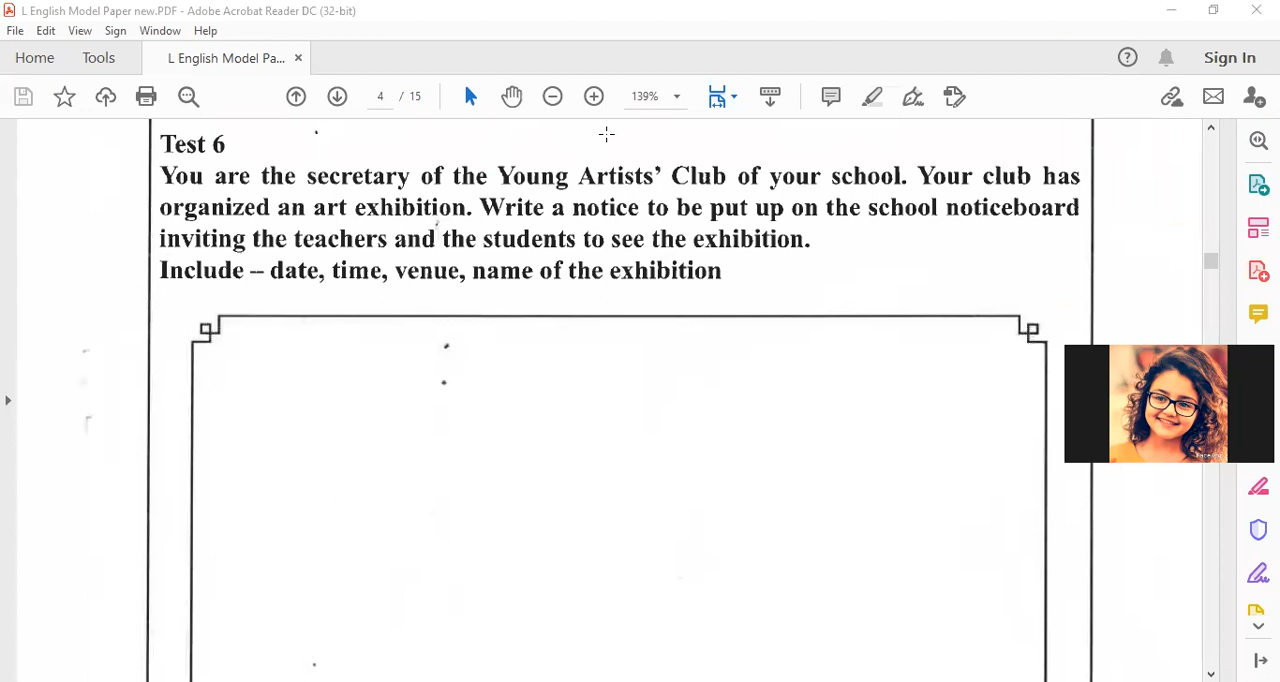 L English Model Paper new.PDF - Adobe Acrobat Reader DC (32-bit)
File Edit View Sign Window Help
Home Tools L English Model Pa... × Sign In
4 / 15 139%
Test 6
You are the secretary of the Young Artists’ Club of your school. Your club has
organized an art exhibition. Write a notice to be put up on the school noticeboard
inviting the teachers and the students to see the exhibition.
Include – date, time, venue, name of the exhibition